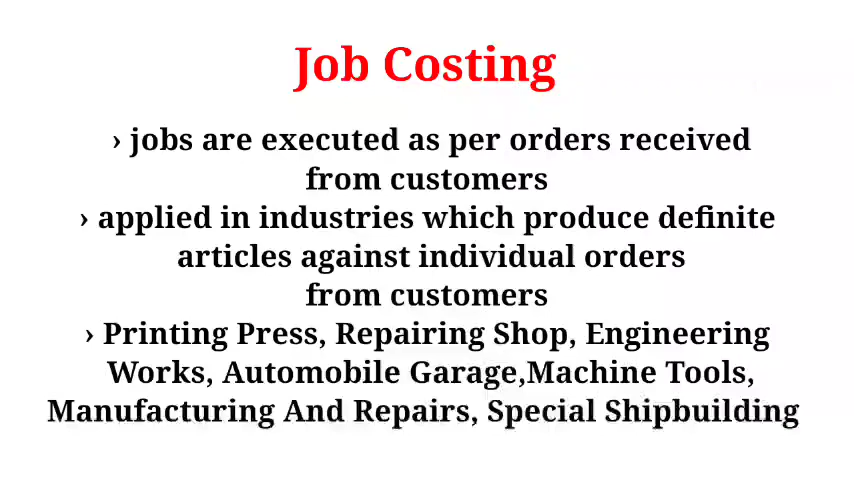 Job Costing
› jobs are executed as per orders received
from customers
› applied in industries which produce definite
articles against individual orders
from customers
› Printing Press, Repairing Shop, Engineering
Works, Automobile Garage,Machine Tools,
Manufacturing And Repairs, Special Shipbuilding